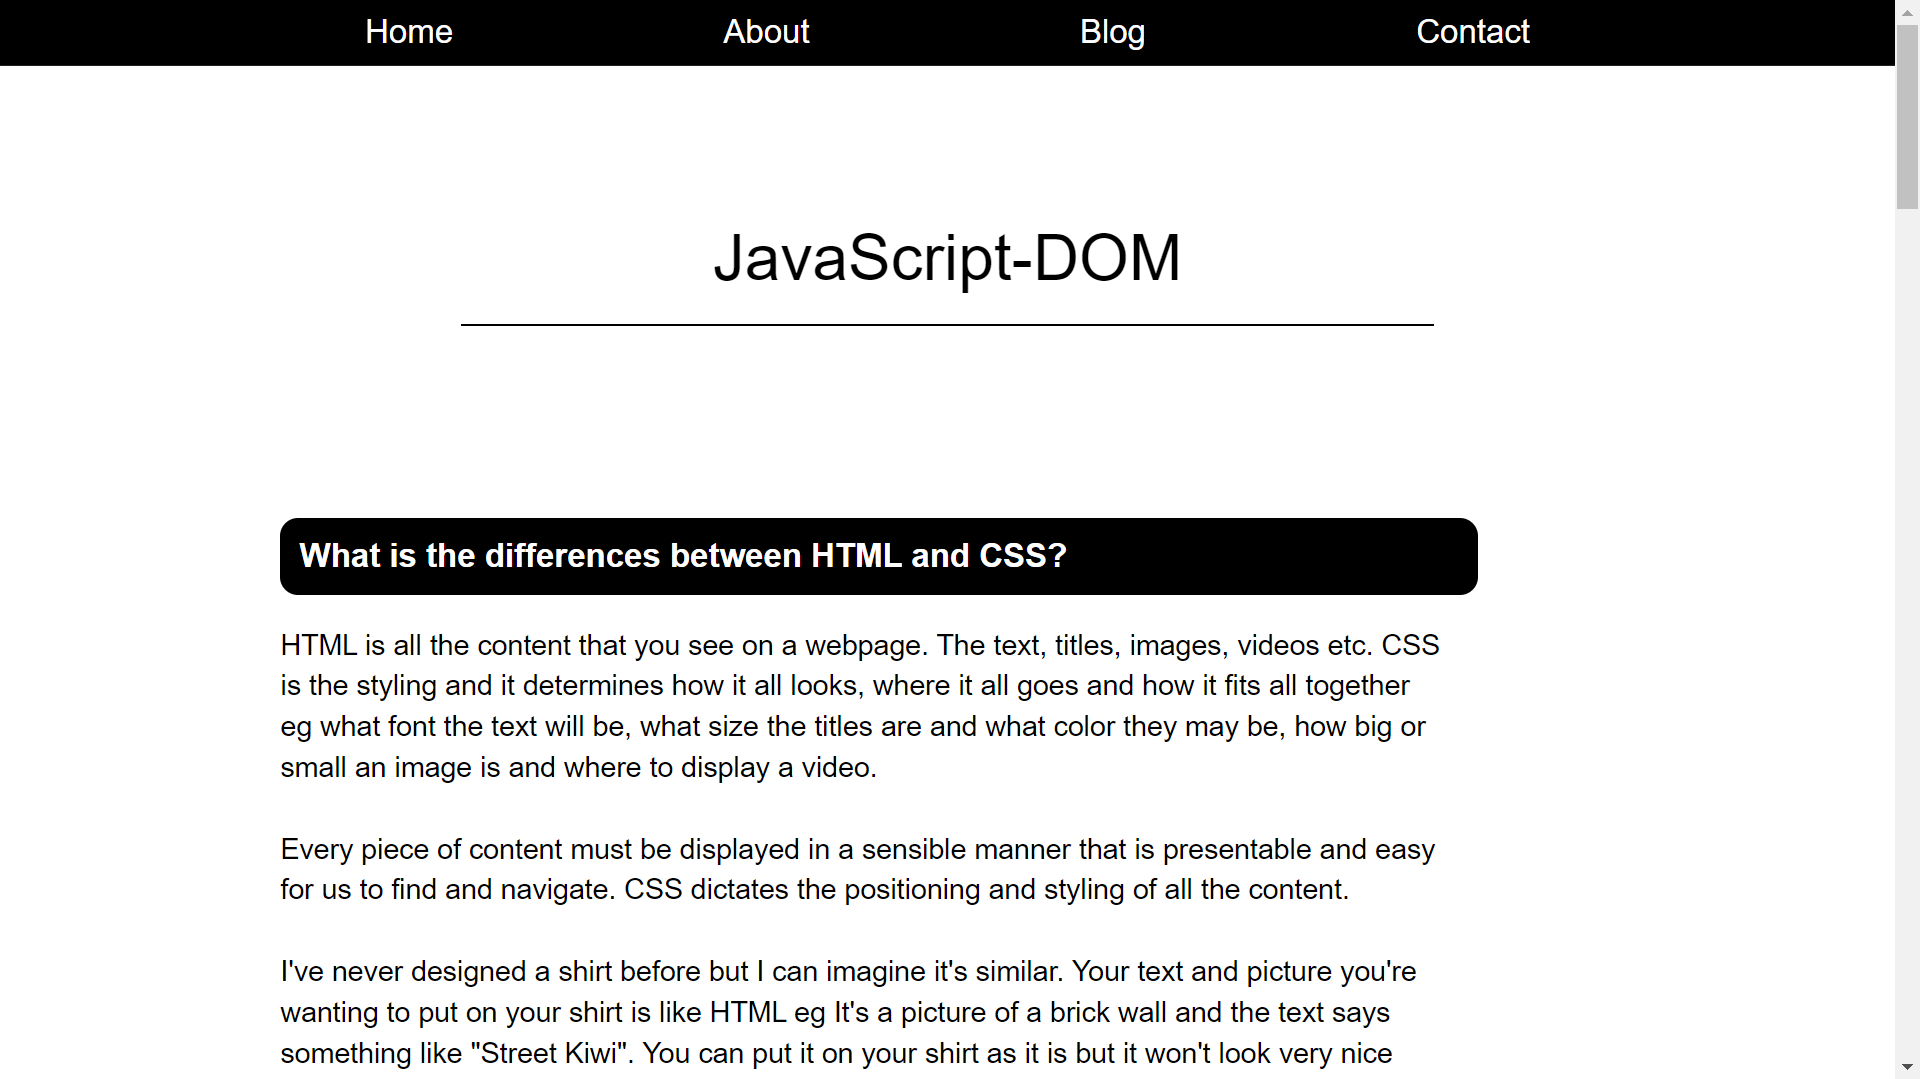 Home About Blog Contact
JavaScript-DOM
What is the differences between HTML and CSS?
HTML is all the content that you see on a webpage. The text, titles, images, videos etc. CSS
is the styling and it determines how it all looks, where it all goes and how it fits all together
eg what font the text will be, what size the titles are and what color they may be, how big or
small an image is and where to display a video.
Every piece of content must be displayed in a sensible manner that is presentable and easy
for us to find and navigate. CSS dictates the positioning and styling of all the content.
I've never designed a shirt before but I can imagine it's similar. Your text and picture you're
wanting to put on your shirt is like HTML eg It's a picture of a brick wall and the text says
something like "Street Kiwi". You can put it on your shirt as it is but it won't look very nice